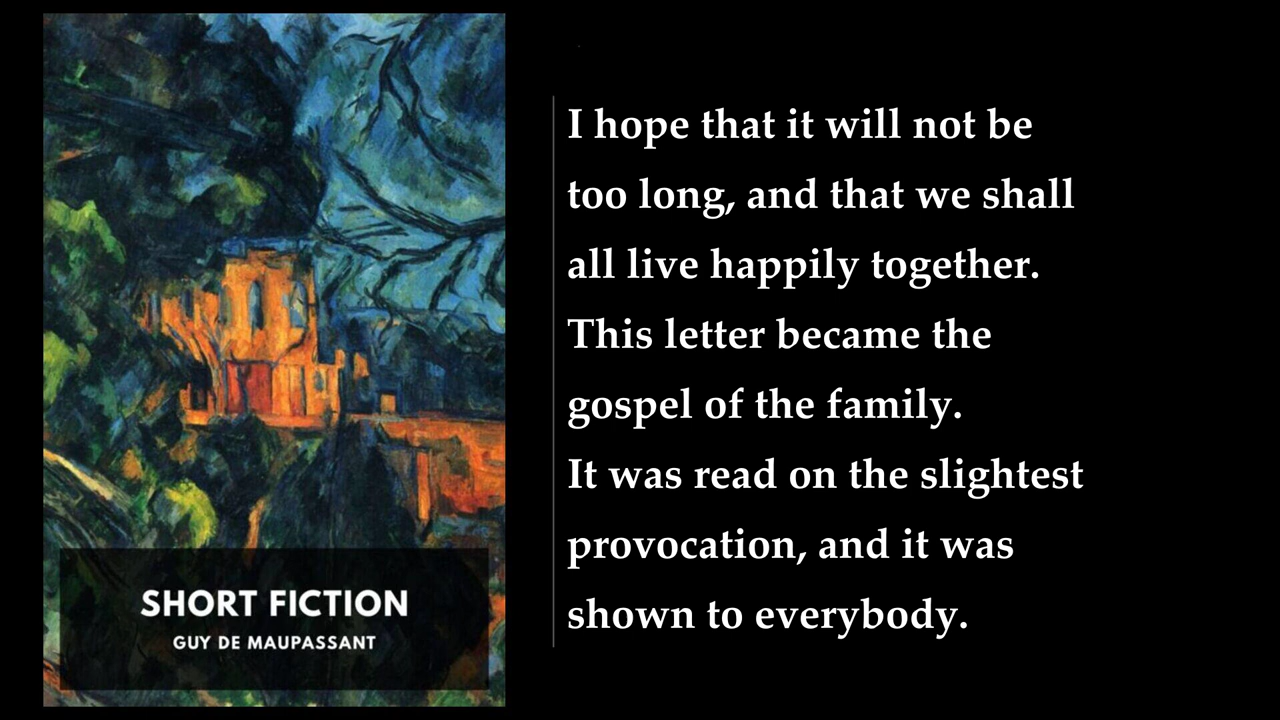 SHORT FICTION
GUY DE MAUPASSANT
I hope that it will not be
too long, and that we shall
all live happily together.
This letter became the
gospel of the family.
It was read on the slightest
provocation, and it was
shown to everybody.